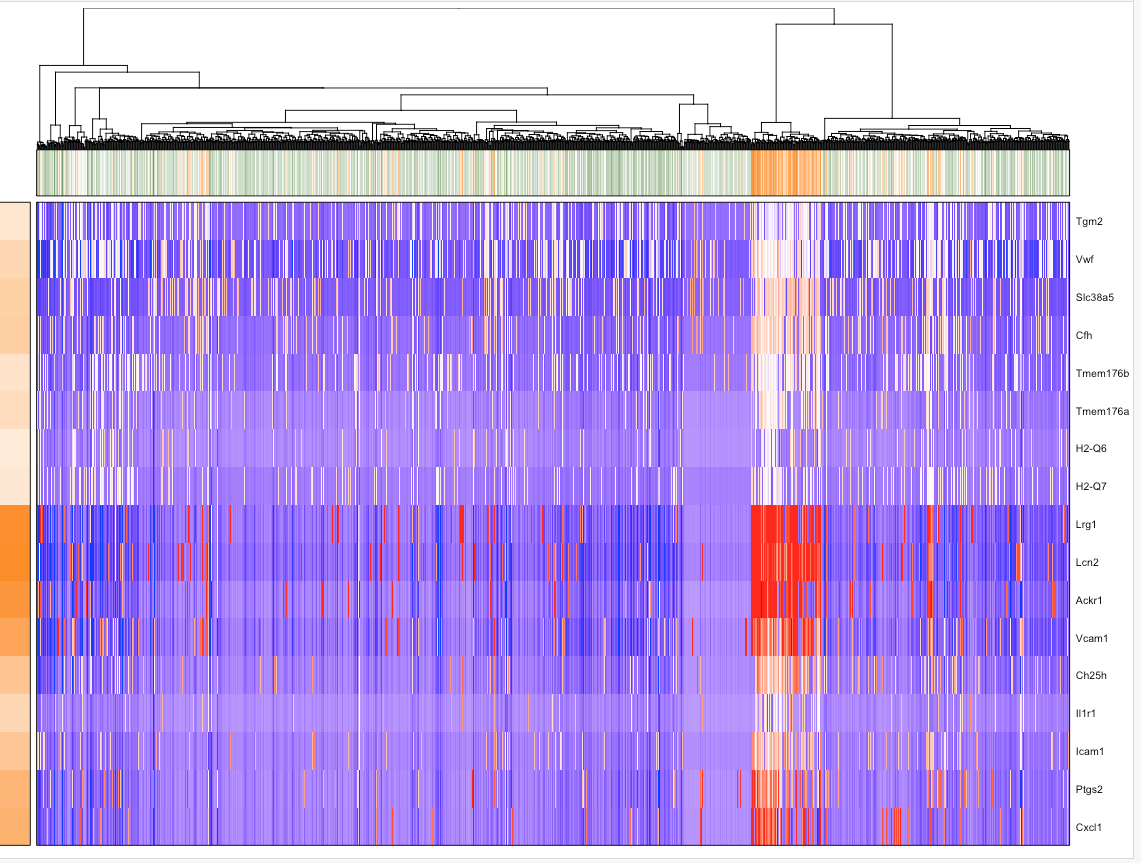 Tgm2
Vwf
Slc38a5
Cfh
Tmem176b
Tmem176a
H2-Q6
H2-Q7
Lrg1
Lcn2
Ackr1
Vcam1
Ch25h
Il1r1
Icam1
Ptgs2
Cxcl1